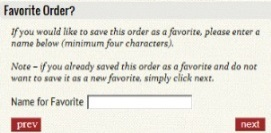 Favorite Order?
If you would like to save this order as a favorite, please enter a
name below (minimum four characters).
Note – if you already saved this order as a favorite and do not
want to save it as a new favorite, simply click next.
Name for Favorite
prev next